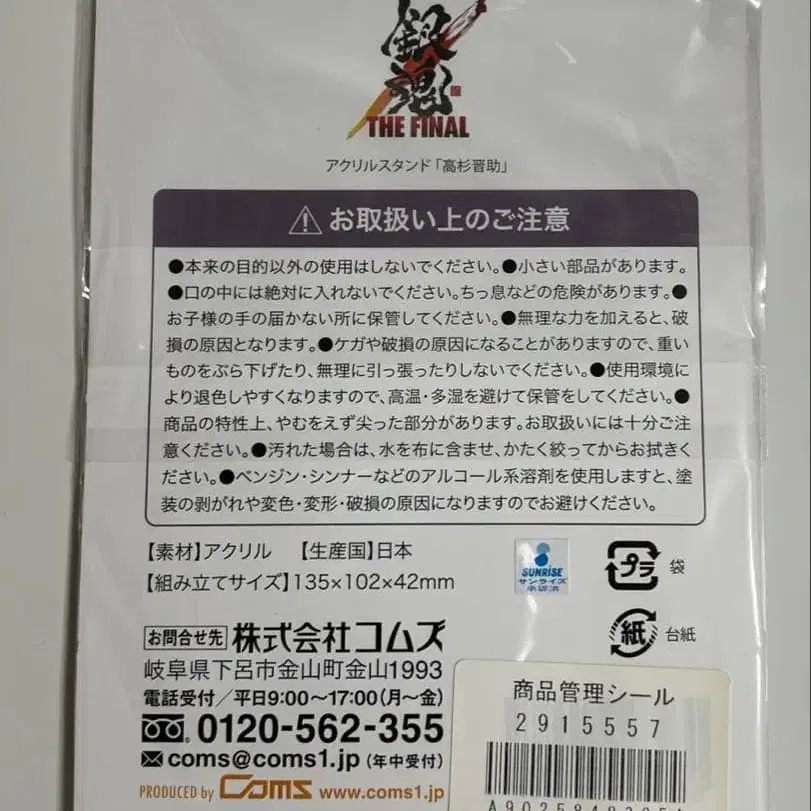 銀魂
THE FINAL
アクリルスタンド「高杉晋助」
お取扱い上のご注意
●本来の目的以外の使用はしないでください。●小さい部品があります。
●口の中には絶対に入れないでください。ちっ息などの危険があります。●
お子様の手の届かない所に保管してください。●無理な力を加えると、破
損の原因となります。●ケガや破損の原因になることがありますので、重い
ものをぶら下げたり、無理に引っ張ったりしないでください。●使用環境に
より退色しやすくなりますので、高温・多湿を避けて保管をしてください。●
商品の特性上、やむをえず尖った部分があります。お取扱いには十分ご注
意ください。●汚れた場合は、水を布に含ませ、かたく絞ってからお拭きく
ださい。●ベンジン・シンナーなどのアルコール系溶剤を使用しますと、塗
装の剥がれや変色・変形・破損の原因になりますのでお避けください。
【素材】アクリル 【生産国】日本
【組み立てサイズ】135×102×42mm
SUNRISE
サンライズ
承認済
プラ 袋
紙 台紙
お問合せ先 株式会社コムズ
岐阜県下呂市金山町金山1993
電話受付/平日9:00〜17:00(月〜金)
0120-562-355
coms@coms1.jp (年中受付)
PRODUCED by Coms www.coms1.jp
商品管理シール
2915557